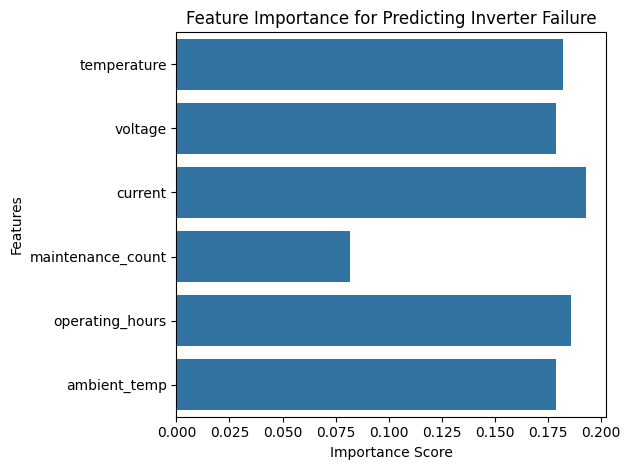 Feature Importance for Predicting Inverter Failure
Features
temperature
voltage
current
maintenance_count
operating_hours
ambient_temp
0.000 0.025 0.050 0.075 0.100 0.125 0.150 0.175 0.200
Importance Score